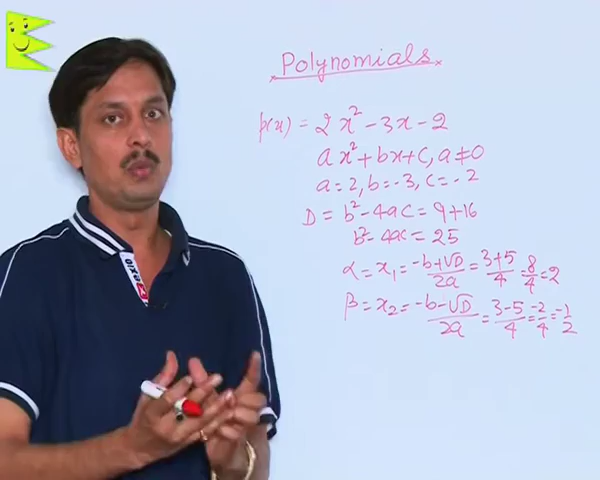 Polynomials
p(x) = 2x² - 3x - 2
ax² + bx + c, a ≠ 0
a = 2, b = -3, c = -2
D = b² - 4ac = 9 + 16
b² - 4ac = 25
α = x₁ = (-b + √D)/2a = (3 + 5)/4 = 8/4 = 2
β = x₂ = (-b - √D)/2a = (3 - 5)/4 = -2/4 = -1/2